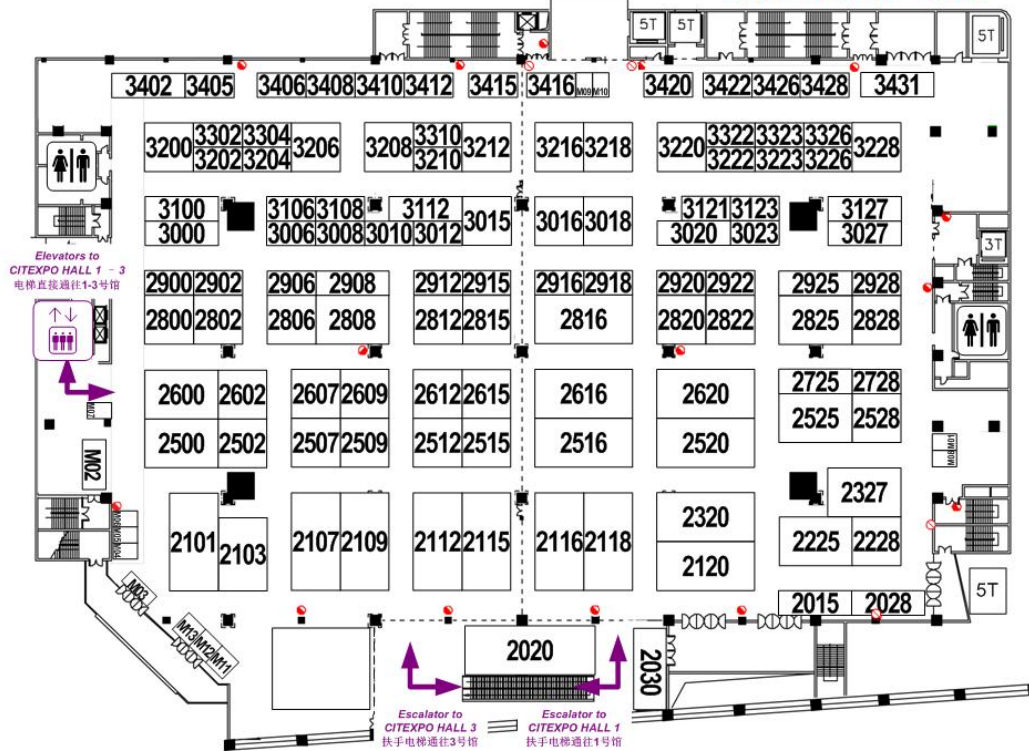 5T 5T 5T
3402 3405 3406 3408 3410 3412 3415 3416 M09 M10 3420 3422 3426 3428 3431
3302 3304 3310 3322 3323 3326
3200 3206 3208 3212 3216 3218 3220 3228
3202 3204 3210 3222 3223 3226
3100 3106 3108 3112 3121 3123 3127
3015 3016 3018
3000 3006 3008 3010 3012 3020 3023 3027
3T
Elevators to
CITEXPO HALL 1 - 3
电梯直接通往1-3号馆
2900 2902 2906 2908 2912 2915 2916 2918 2920 2922 2925 2928
2800 2802 2806 2808 2812 2815 2816 2820 2822 2825 2828
2600 2602 2607 2609 2612 2615 2616 2620 2725 2728
M07
2500 2502 2507 2509 2512 2515 2516 2520 2525 2528
M02
M01
M08
2327
2320
M06 M05 M04
2101 2103 2107 2109 2112 2115 2116 2118 2225 2228
2120
5T
M03
2015 2028
M13 M12 M11
2020
2030
Escalator to
CITEXPO HALL 3
扶手电梯通往3号馆
Escalator to
CITEXPO HALL 1
扶手电梯通往1号馆